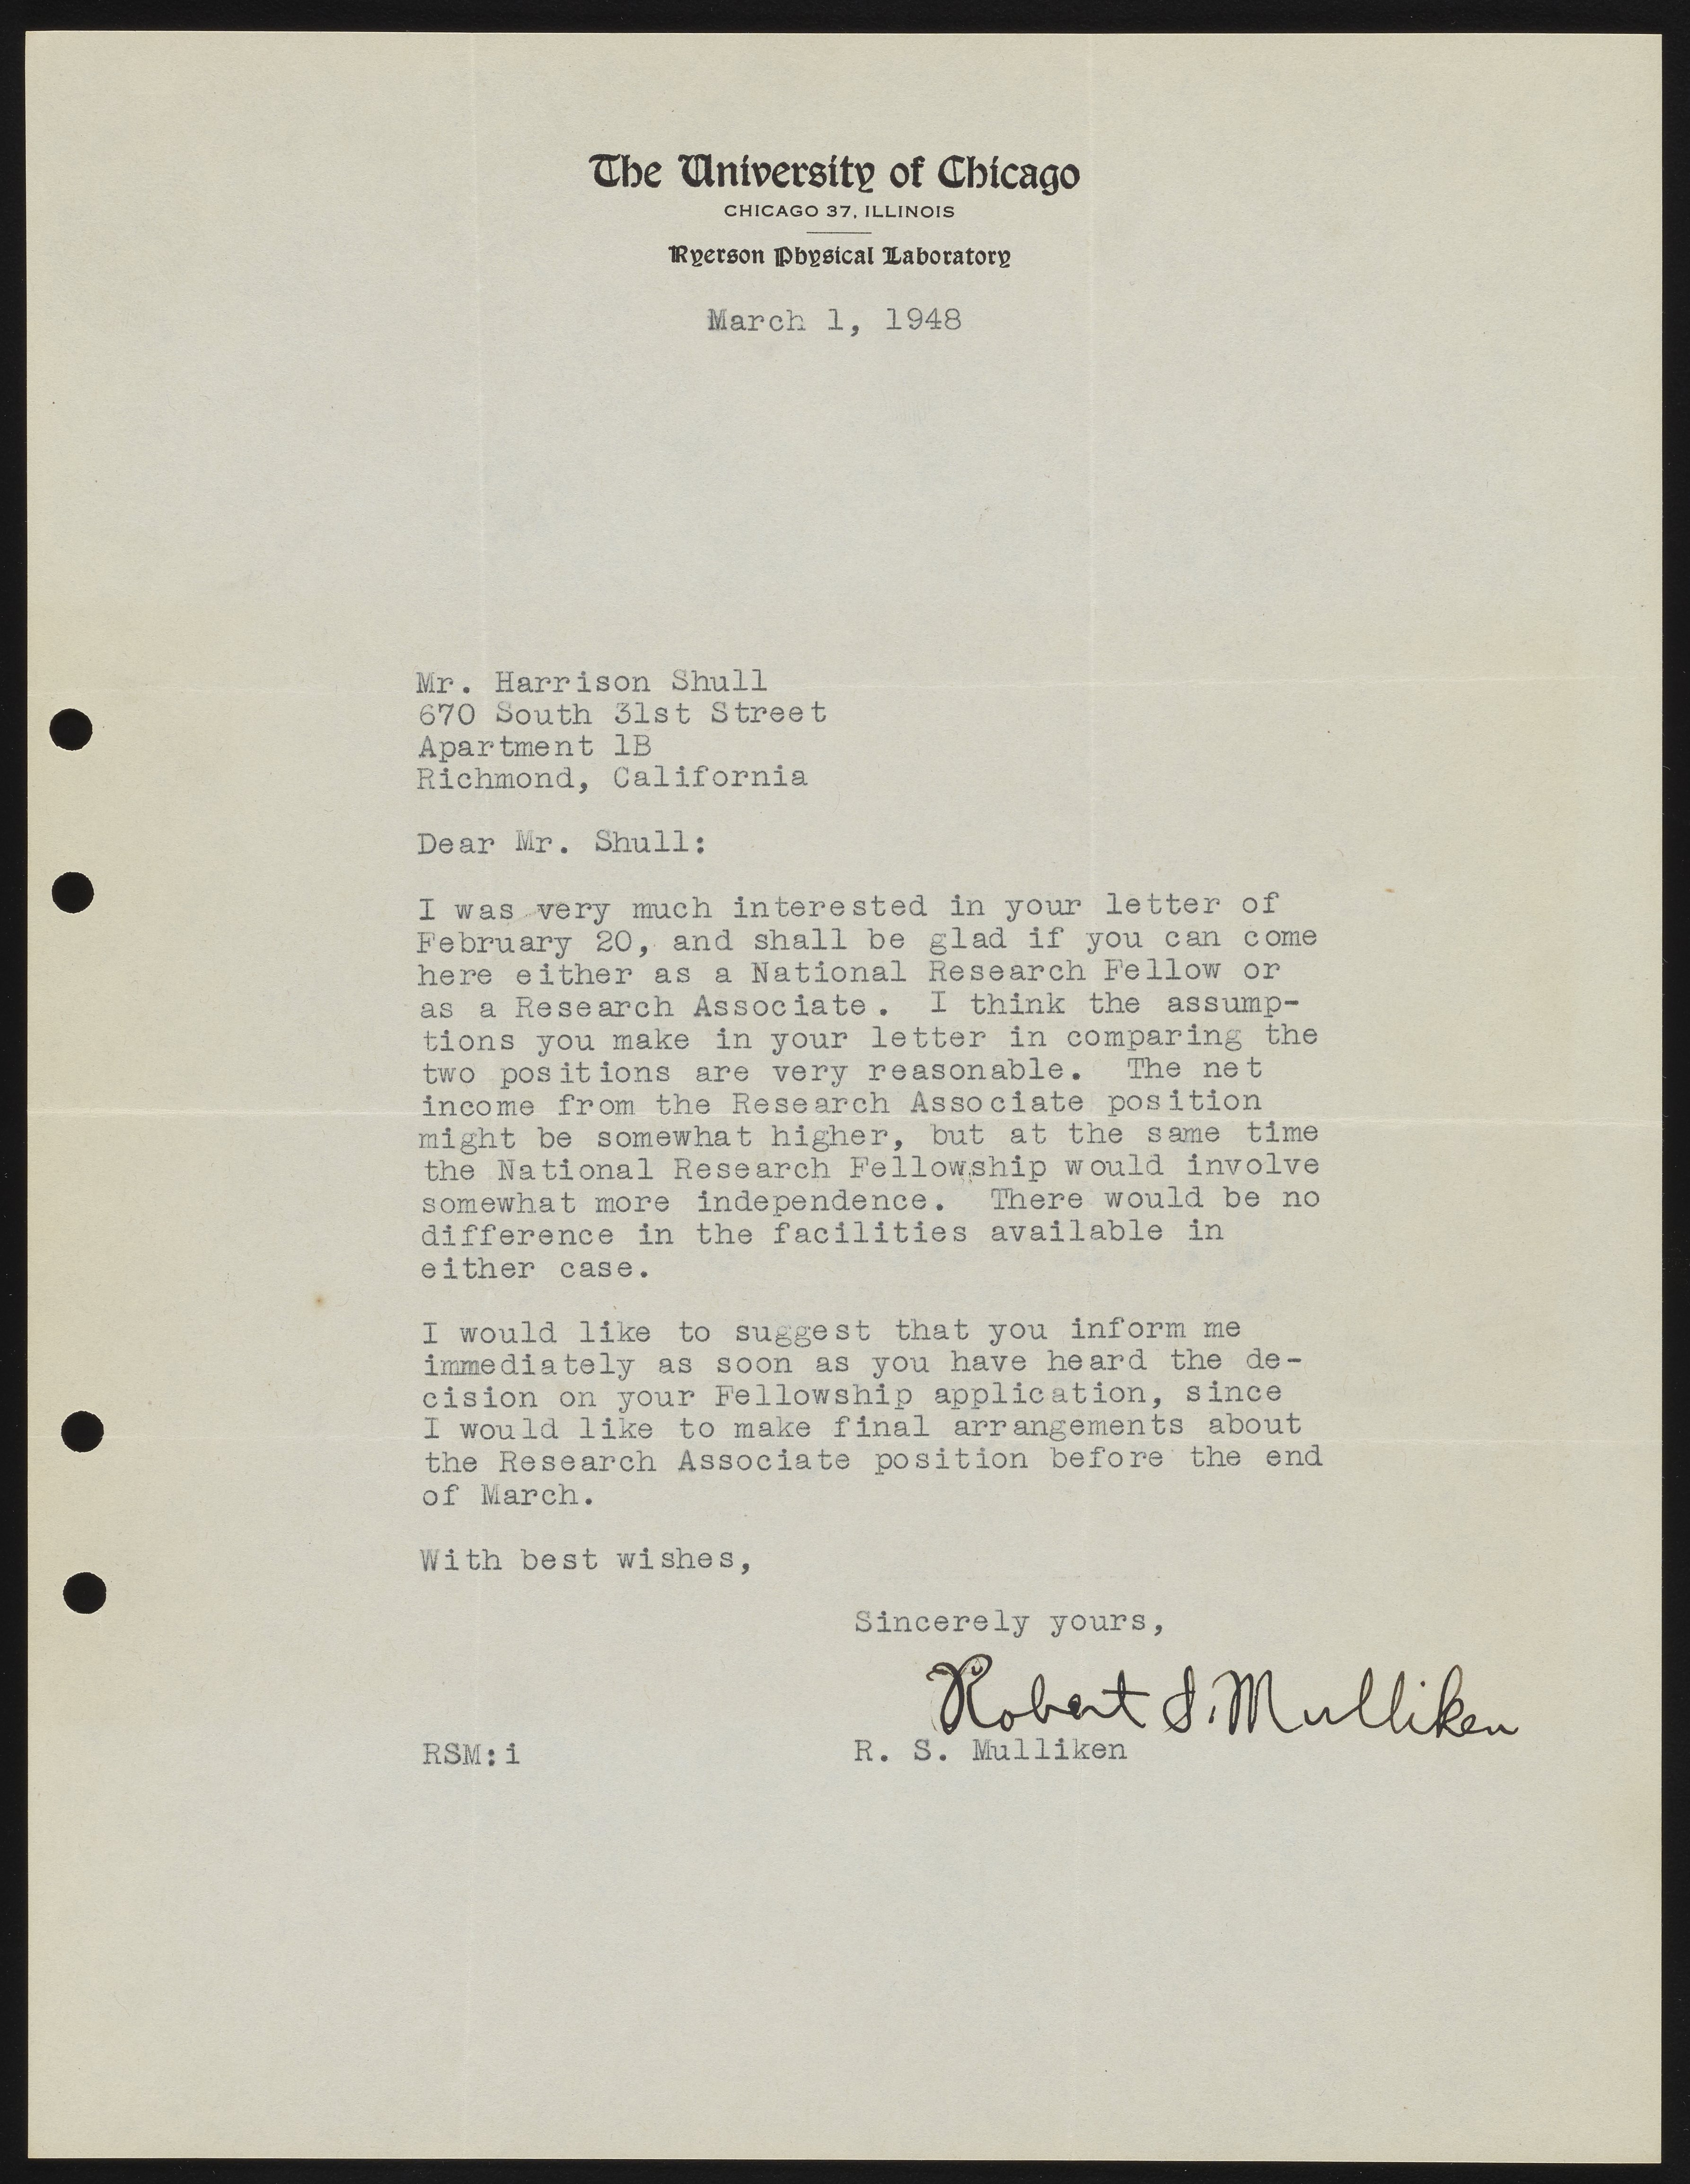 The University of Chicago
CHICAGO 37, ILLINOIS
Ryerson Physical Laboratory
March 1, 1948
Mr. Harrison Shull
670 South 31st Street
Apartment 1B
Richmond, California
Dear Mr. Shull:
I was very much interested in your letter of
February 20, and shall be glad if you can come
here either as a National Research Fellow or
as a Research Associate. I think the assump-
tions you make in your letter in comparing the
two positions are very reasonable. The net
income from the Research Associate position
might be somewhat higher, but at the same time
the National Research Fellowship would involve
somewhat more independence. There would be no
difference in the facilities available in
either case.
I would like to suggest that you inform me
immediately as soon as you have heard the de-
cision on your Fellowship application, since
I would like to make final arrangements about
the Research Associate position before the end
of March.
With best wishes,
Sincerely yours,
Robert S. Mulliken
RSM:i R. S. Mulliken